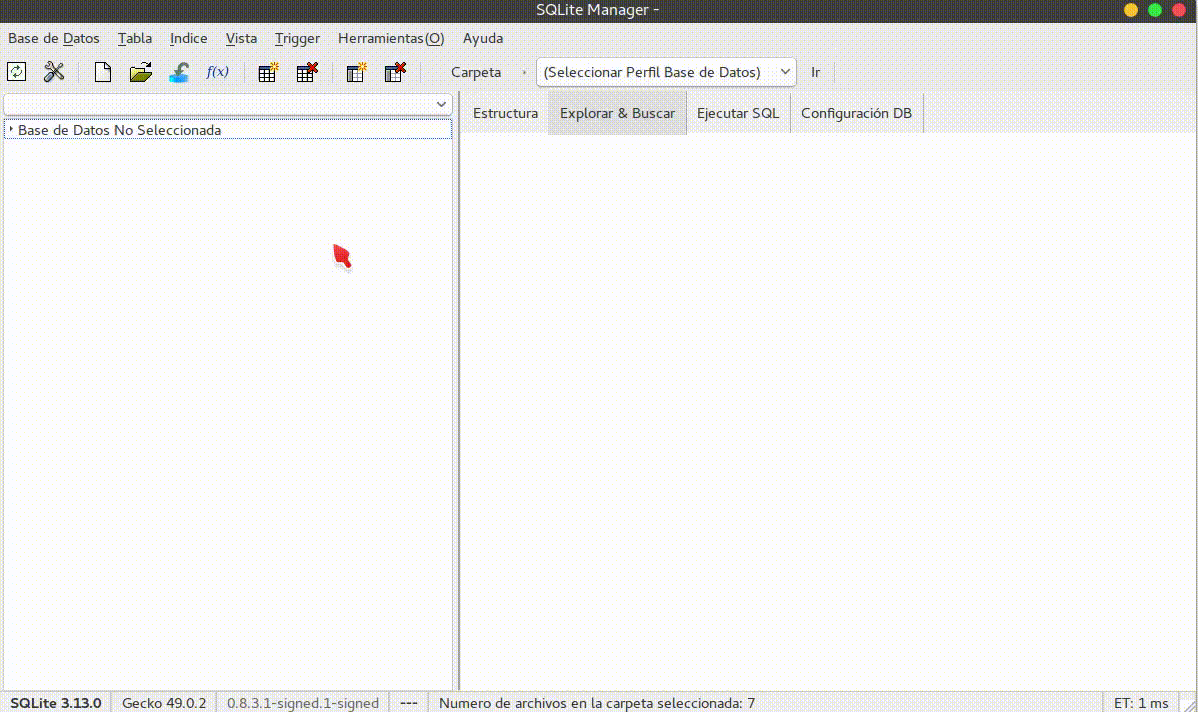 SQLite Manager -
Base de Datos Tabla Indice Vista Trigger Herramientas(O) Ayuda
f(x) Carpeta (Seleccionar Perfil Base de Datos) Ir
Estructura Explorar & Buscar Ejecutar SQL Configuración DB
Base de Datos No Seleccionada
SQLite 3.13.0 Gecko 49.0.2 0.8.3.1-signed.1-signed --- Numero de archivos en la carpeta seleccionada: 7 ET: 1 ms